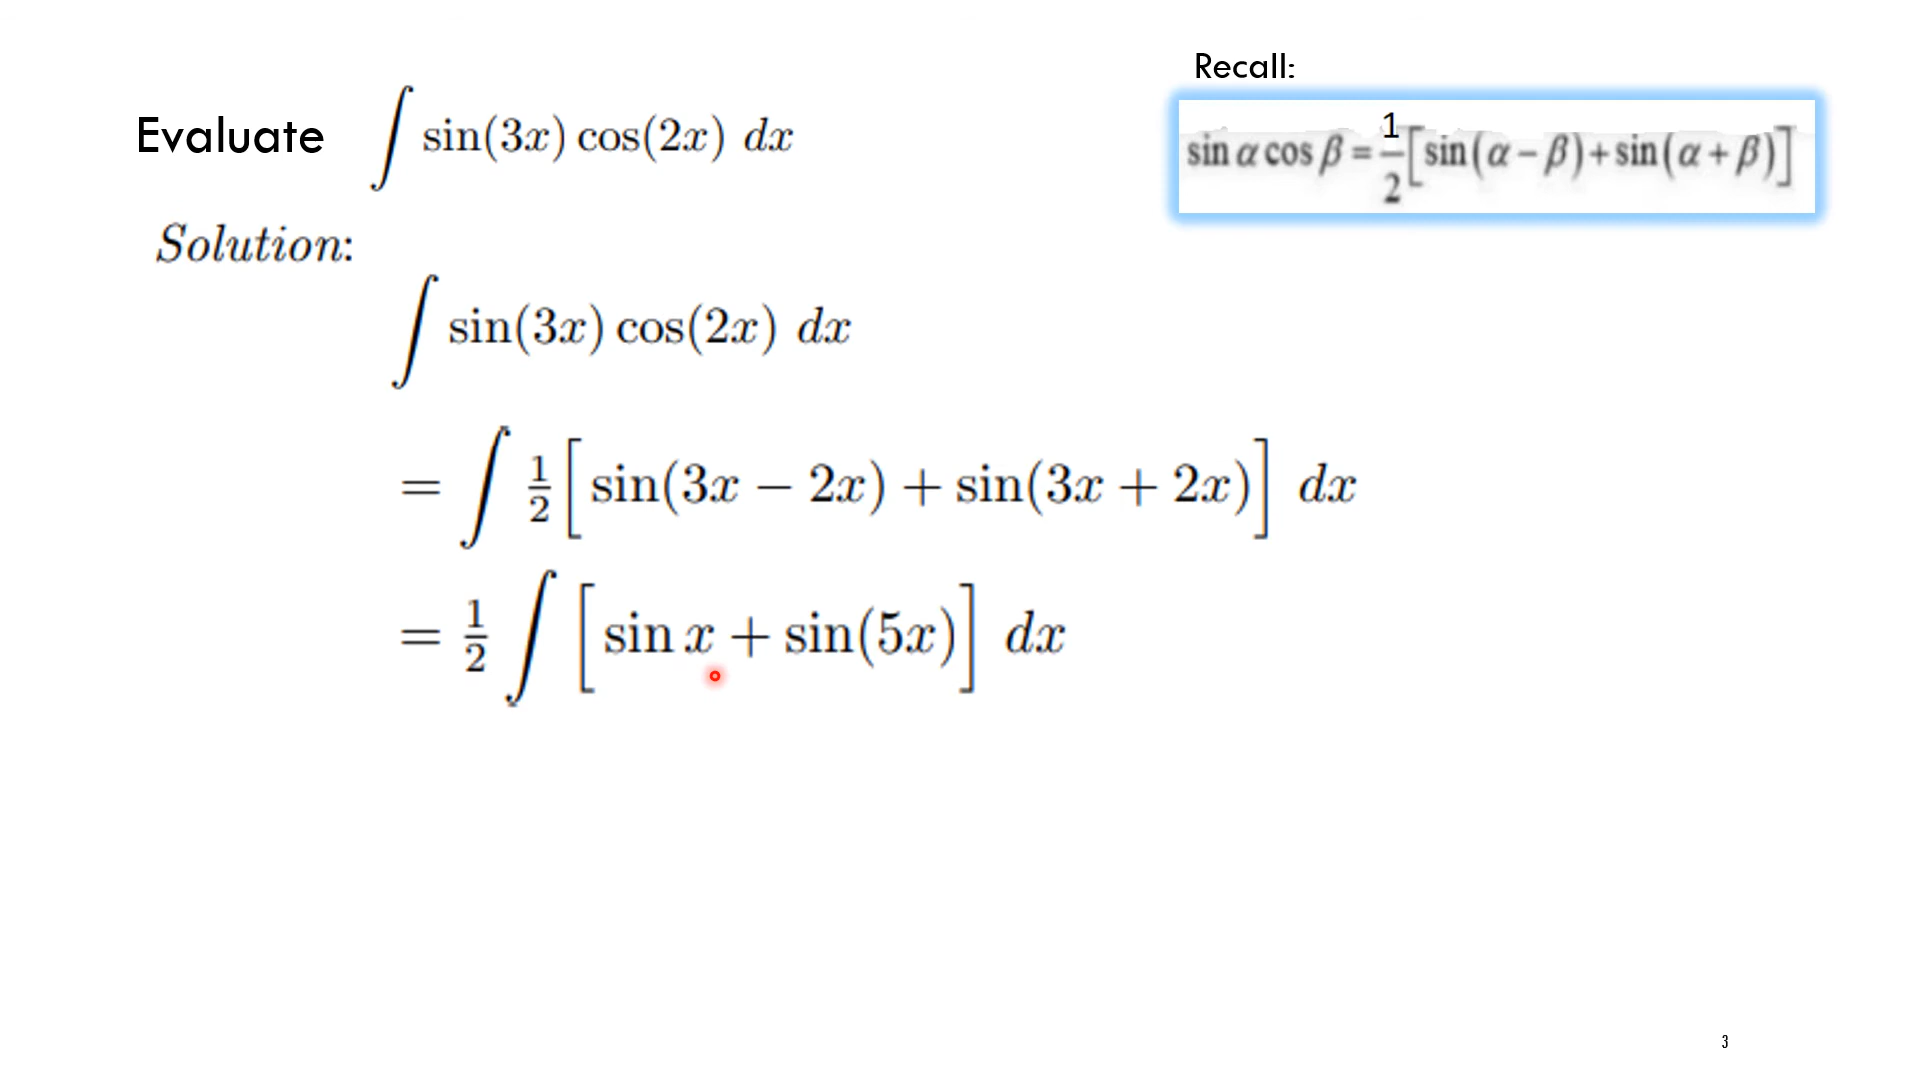 Recall:
Evaluate ∫ sin(3x) cos(2x) dx
sin α cos β = 1/2 [sin(α − β) + sin(α + β)]
Solution:
∫ sin(3x) cos(2x) dx
= ∫ 1/2 [ sin(3x − 2x) + sin(3x + 2x)] dx
= 1/2 ∫ [ sin x + sin(5x)] dx
3